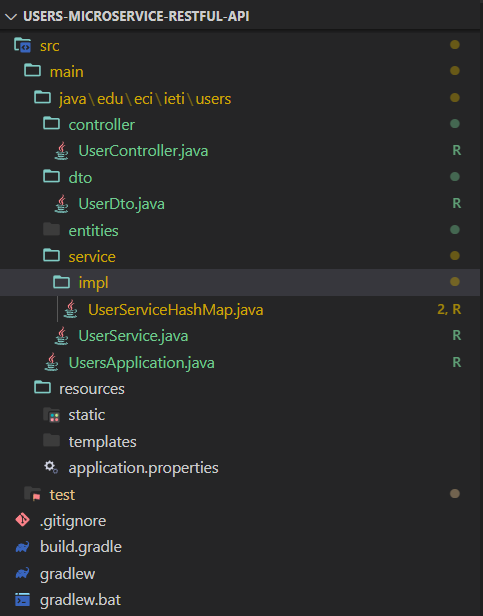 USERS-MICROSERVICE-RESTFUL-API
src
main
java\edu\eci\ieti\users
controller
UserController.java R
dto
UserDto.java R
entities
service
impl
UserServiceHashMap.java 2, R
UserService.java R
UsersApplication.java R
resources
static
templates
application.properties
test
.gitignore
build.gradle
gradlew
gradlew.bat